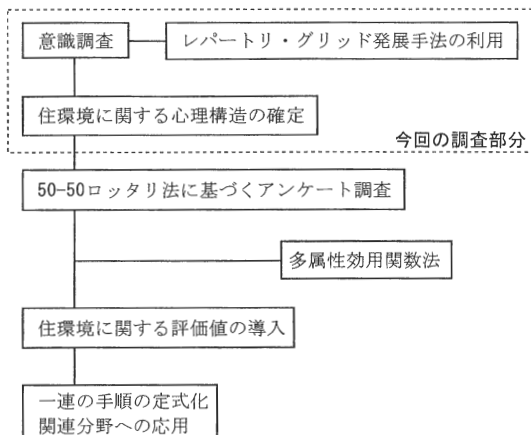 意識調査
レパートリ・グリッド発展手法の利用
住環境に関する心理構造の確定
今回の調査部分
50-50ロッタリ法に基づくアンケート調査
多属性効用関数法
住環境に関する評価値の導入
一連の手順の定式化
関連分野への応用